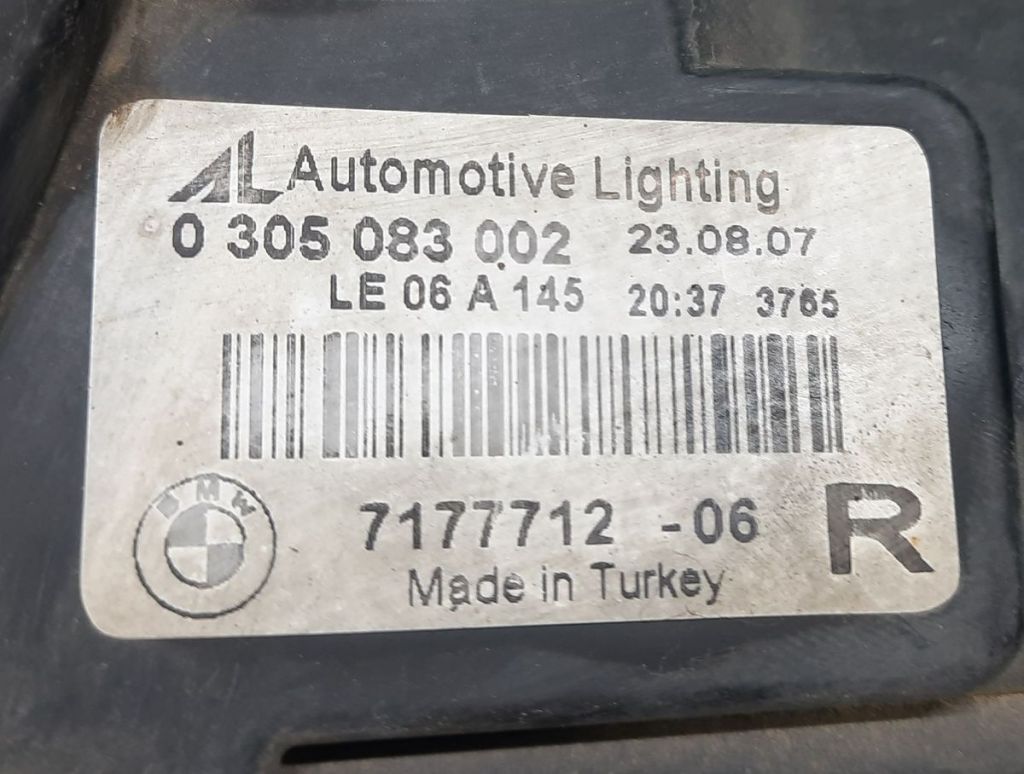 AL Automotive Lighting
0 305 083 002 23.08.07
LE 06 A 145 20:37 3765
BMW
7177712 -06 R
Made in Turkey